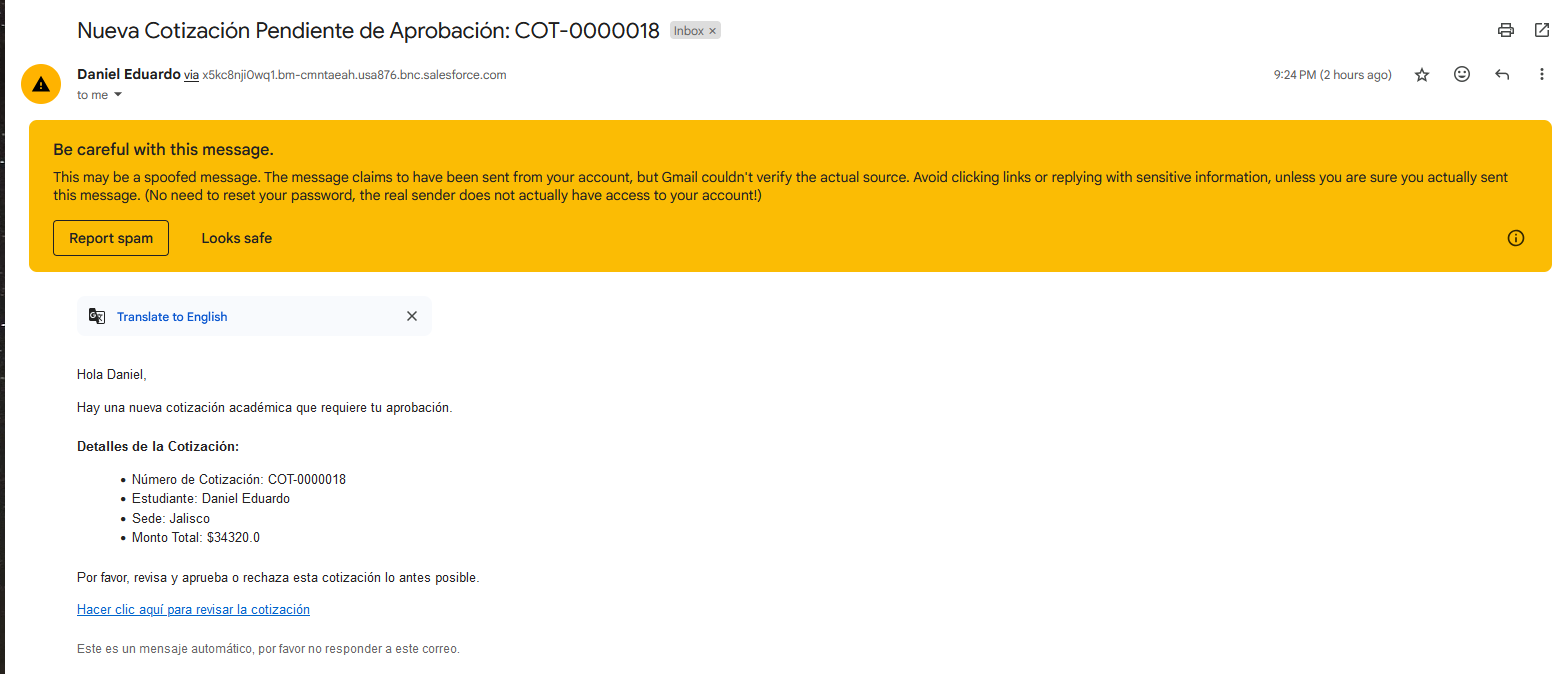 Nueva Cotización Pendiente de Aprobación: COT-0000018 Inbox ×
Daniel Eduardo via x5kc8nji0wq1.bm-cmntaeah.usa876.bnc.salesforce.com
9:24 PM (2 hours ago)
to me
Be careful with this message.
This may be a spoofed message. The message claims to have been sent from your account, but Gmail couldn't verify the actual source. Avoid clicking links or replying with sensitive information, unless you are sure you actually sent
this message. (No need to reset your password, the real sender does not actually have access to your account!)
Report spam Looks safe
Translate to English
Hola Daniel,
Hay una nueva cotización académica que requiere tu aprobación.
Detalles de la Cotización:
• Número de Cotización: COT-0000018
• Estudiante: Daniel Eduardo
• Sede: Jalisco
• Monto Total: $34320.0
Por favor, revisa y aprueba o rechaza esta cotización lo antes posible.
Hacer clic aquí para revisar la cotización
Este es un mensaje automático, por favor no responder a este correo.